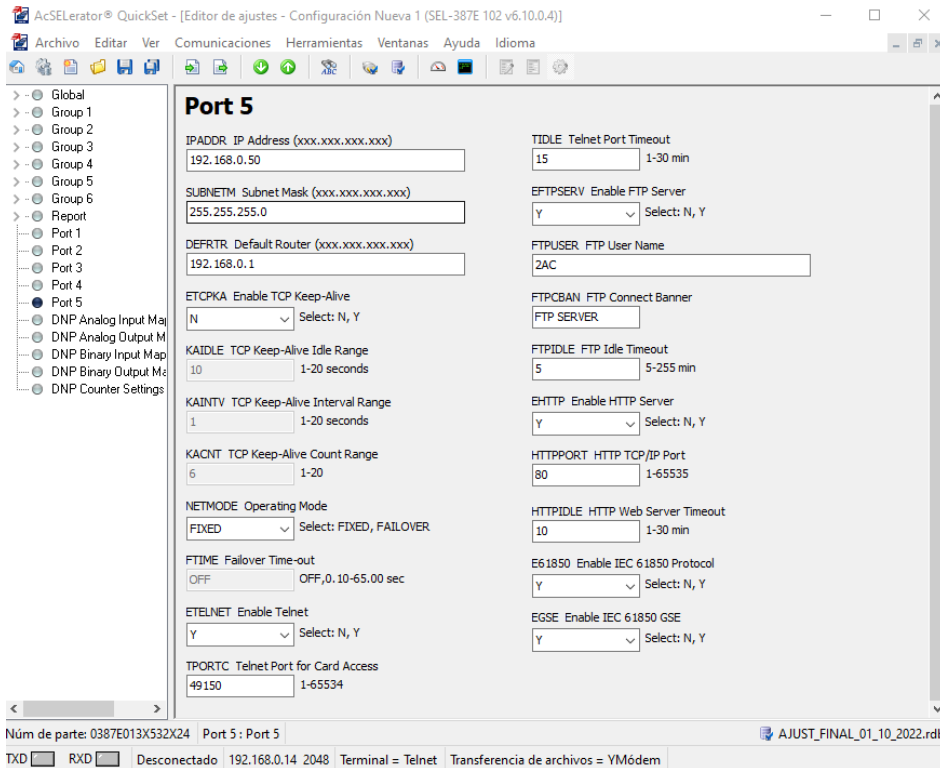 AcSELerator® QuickSet - [Editor de ajustes - Configuración Nueva 1 (SEL-387E 102 v6.10.0.4)]
Archivo Editar Ver Comunicaciones Herramientas Ventanas Ayuda Idioma
ABC
Global
Group 1
Group 2
Group 3
Group 4
Group 5
Group 6
Report
Port 1
Port 2
Port 3
Port 4
Port 5
DNP Analog Input Map
DNP Analog Output M
DNP Binary Input Map
DNP Binary Output Ma
DNP Counter Settings
Port 5
IPADDR IP Address (xxx.xxx.xxx.xxx)
192.168.0.50
SUBNETM Subnet Mask (xxx.xxx.xxx.xxx)
255.255.255.0
DEFRTR Default Router (xxx.xxx.xxx.xxx)
192.168.0.1
ETCPKA Enable TCP Keep-Alive
N Select: N, Y
KAIDLE TCP Keep-Alive Idle Range
10 1-20 seconds
KAINTV TCP Keep-Alive Interval Range
1 1-20 seconds
KACNT TCP Keep-Alive Count Range
6 1-20
NETMODE Operating Mode
FIXED Select: FIXED, FAILOVER
FTIME Failover Time-out
OFF OFF,0.10-65.00 sec
ETELNET Enable Telnet
Y Select: N, Y
TPORTC Telnet Port for Card Access
49150 1-65534
TIDLE Telnet Port Timeout
15 1-30 min
EFTPSERV Enable FTP Server
Y Select: N, Y
FTPUSER FTP User Name
2AC
FTPCBAN FTP Connect Banner
FTP SERVER
FTPIDLE FTP Idle Timeout
5 5-255 min
EHTTP Enable HTTP Server
Y Select: N, Y
HTTPPORT HTTP TCP/IP Port
80 1-65535
HTTPIDLE HTTP Web Server Timeout
10 1-30 min
E61850 Enable IEC 61850 Protocol
Y Select: N, Y
EGSE Enable IEC 61850 GSE
Y Select: N, Y
Núm de parte: 0387E013X532X24 Port 5 : Port 5 AJUST_FINAL_01_10_2022.rdb
TXD RXD Desconectado 192.168.0.14 2048 Terminal = Telnet Transferencia de archivos = YMódem